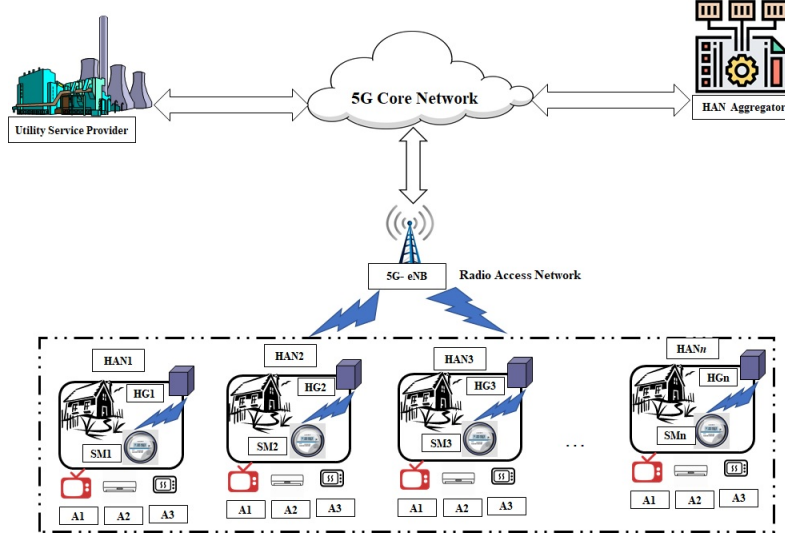 5G Core Network
Utility Service Provider
HAN Aggregator
5G- eNB
Radio Access Network
HAN1
HAN2
HAN3
HANn
HG1
HG2
HG3
HGn
SM1
SM2
SM3
SMn
...
A1 A2 A3
A1 A2 A3
A1 A2 A3
A1 A2 A3